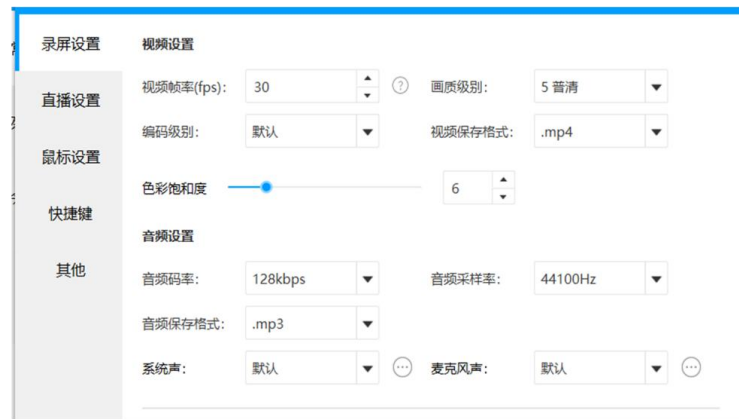 录屏设置
直播设置
鼠标设置
快捷键
其他
视频设置
视频帧率(fps): 30 ? 画质级别: 5 普清
编码级别: 默认 视频保存格式: .mp4
色彩饱和度 6
音频设置
音频码率: 128kbps 音频采样率: 44100Hz
音频保存格式: .mp3
系统声: 默认 麦克风声: 默认